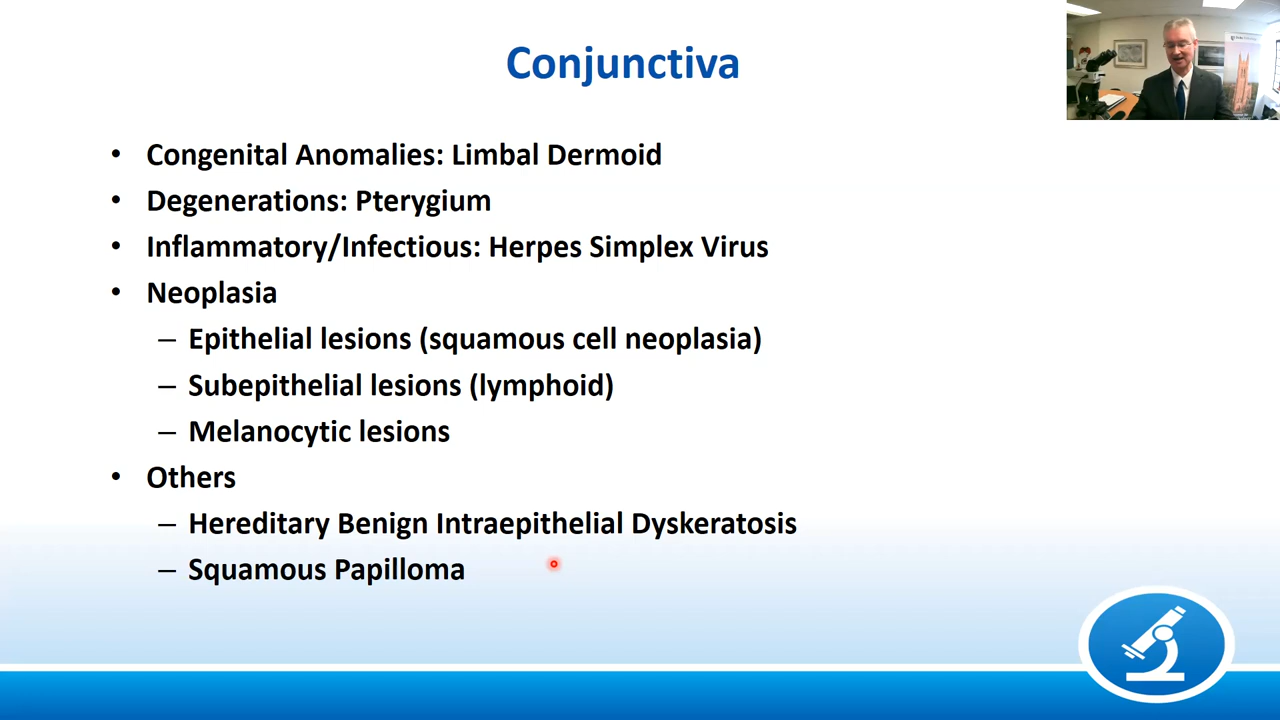 Conjunctiva
• Congenital Anomalies: Limbal Dermoid
• Degenerations: Pterygium
• Inflammatory/Infectious: Herpes Simplex Virus
• Neoplasia
– Epithelial lesions (squamous cell neoplasia)
– Subepithelial lesions (lymphoid)
– Melanocytic lesions
• Others
– Hereditary Benign Intraepithelial Dyskeratosis
– Squamous Papilloma